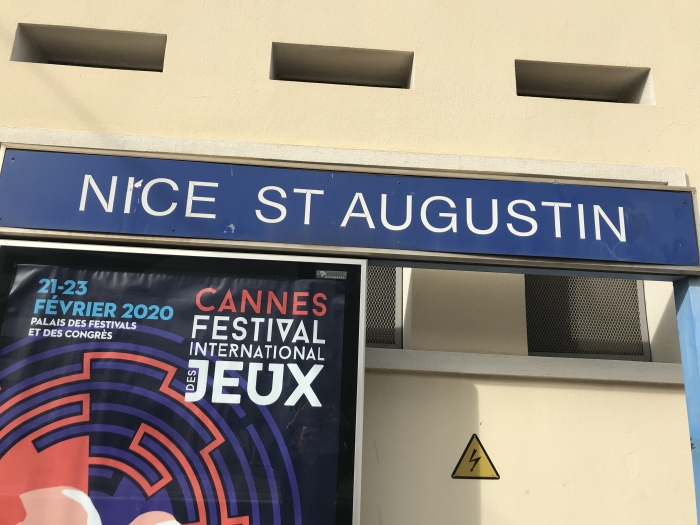 NICE ST AUGUSTIN
21-23
FÉVRIER 2020
PALAIS DES FESTIVALS
ET DES CONGRÈS
CANNES
FESTIVAL
INTERNATIONAL
DES JEUX